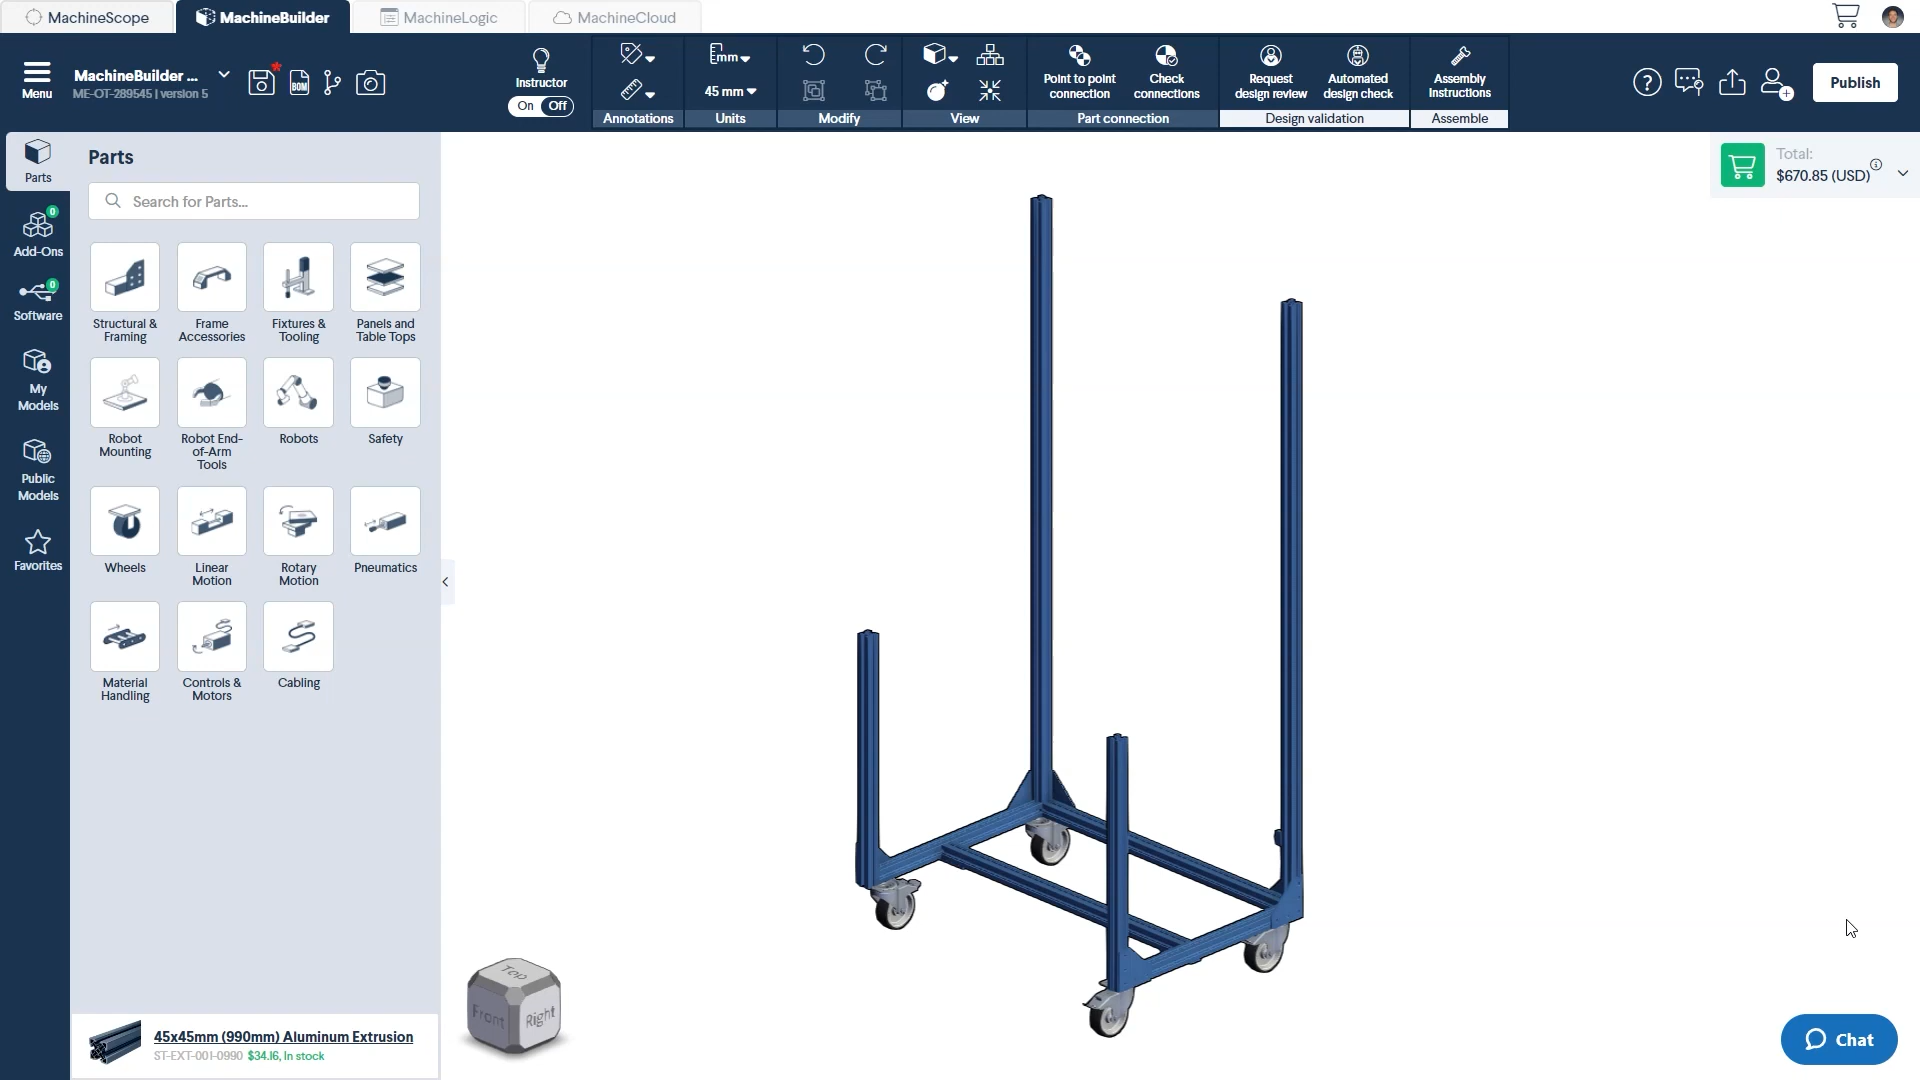 MachineScope
MachineBuilder
MachineLogic
MachineCloud
Menu
MachineBuilder ...
ME-OT-289545 | version 5
BOM
Instructor
On Off
Annotations
mm
45 mm
Units
Modify
View
Point to point
connection
Check
connections
Part connection
Request
design review
Automated
design check
Design validation
Assembly
Instructions
Assemble
Publish
Parts
Add-Ons
0
Software
0
My
Models
Public
Models
Favorites
Parts
Search for Parts...
Structural &
Framing
Frame
Accessories
Fixtures &
Tooling
Panels and
Table Tops
Robot
Mounting
Robot End-
of-Arm
Tools
Robots
Safety
Wheels
Linear
Motion
Rotary
Motion
Pneumatics
Material
Handling
Controls &
Motors
Cabling
45x45mm (990mm) Aluminum Extrusion
ST-EXT-001-0990 $34.16, In stock
Total:
$670.85 (USD)
Top
Front
Right
Chat